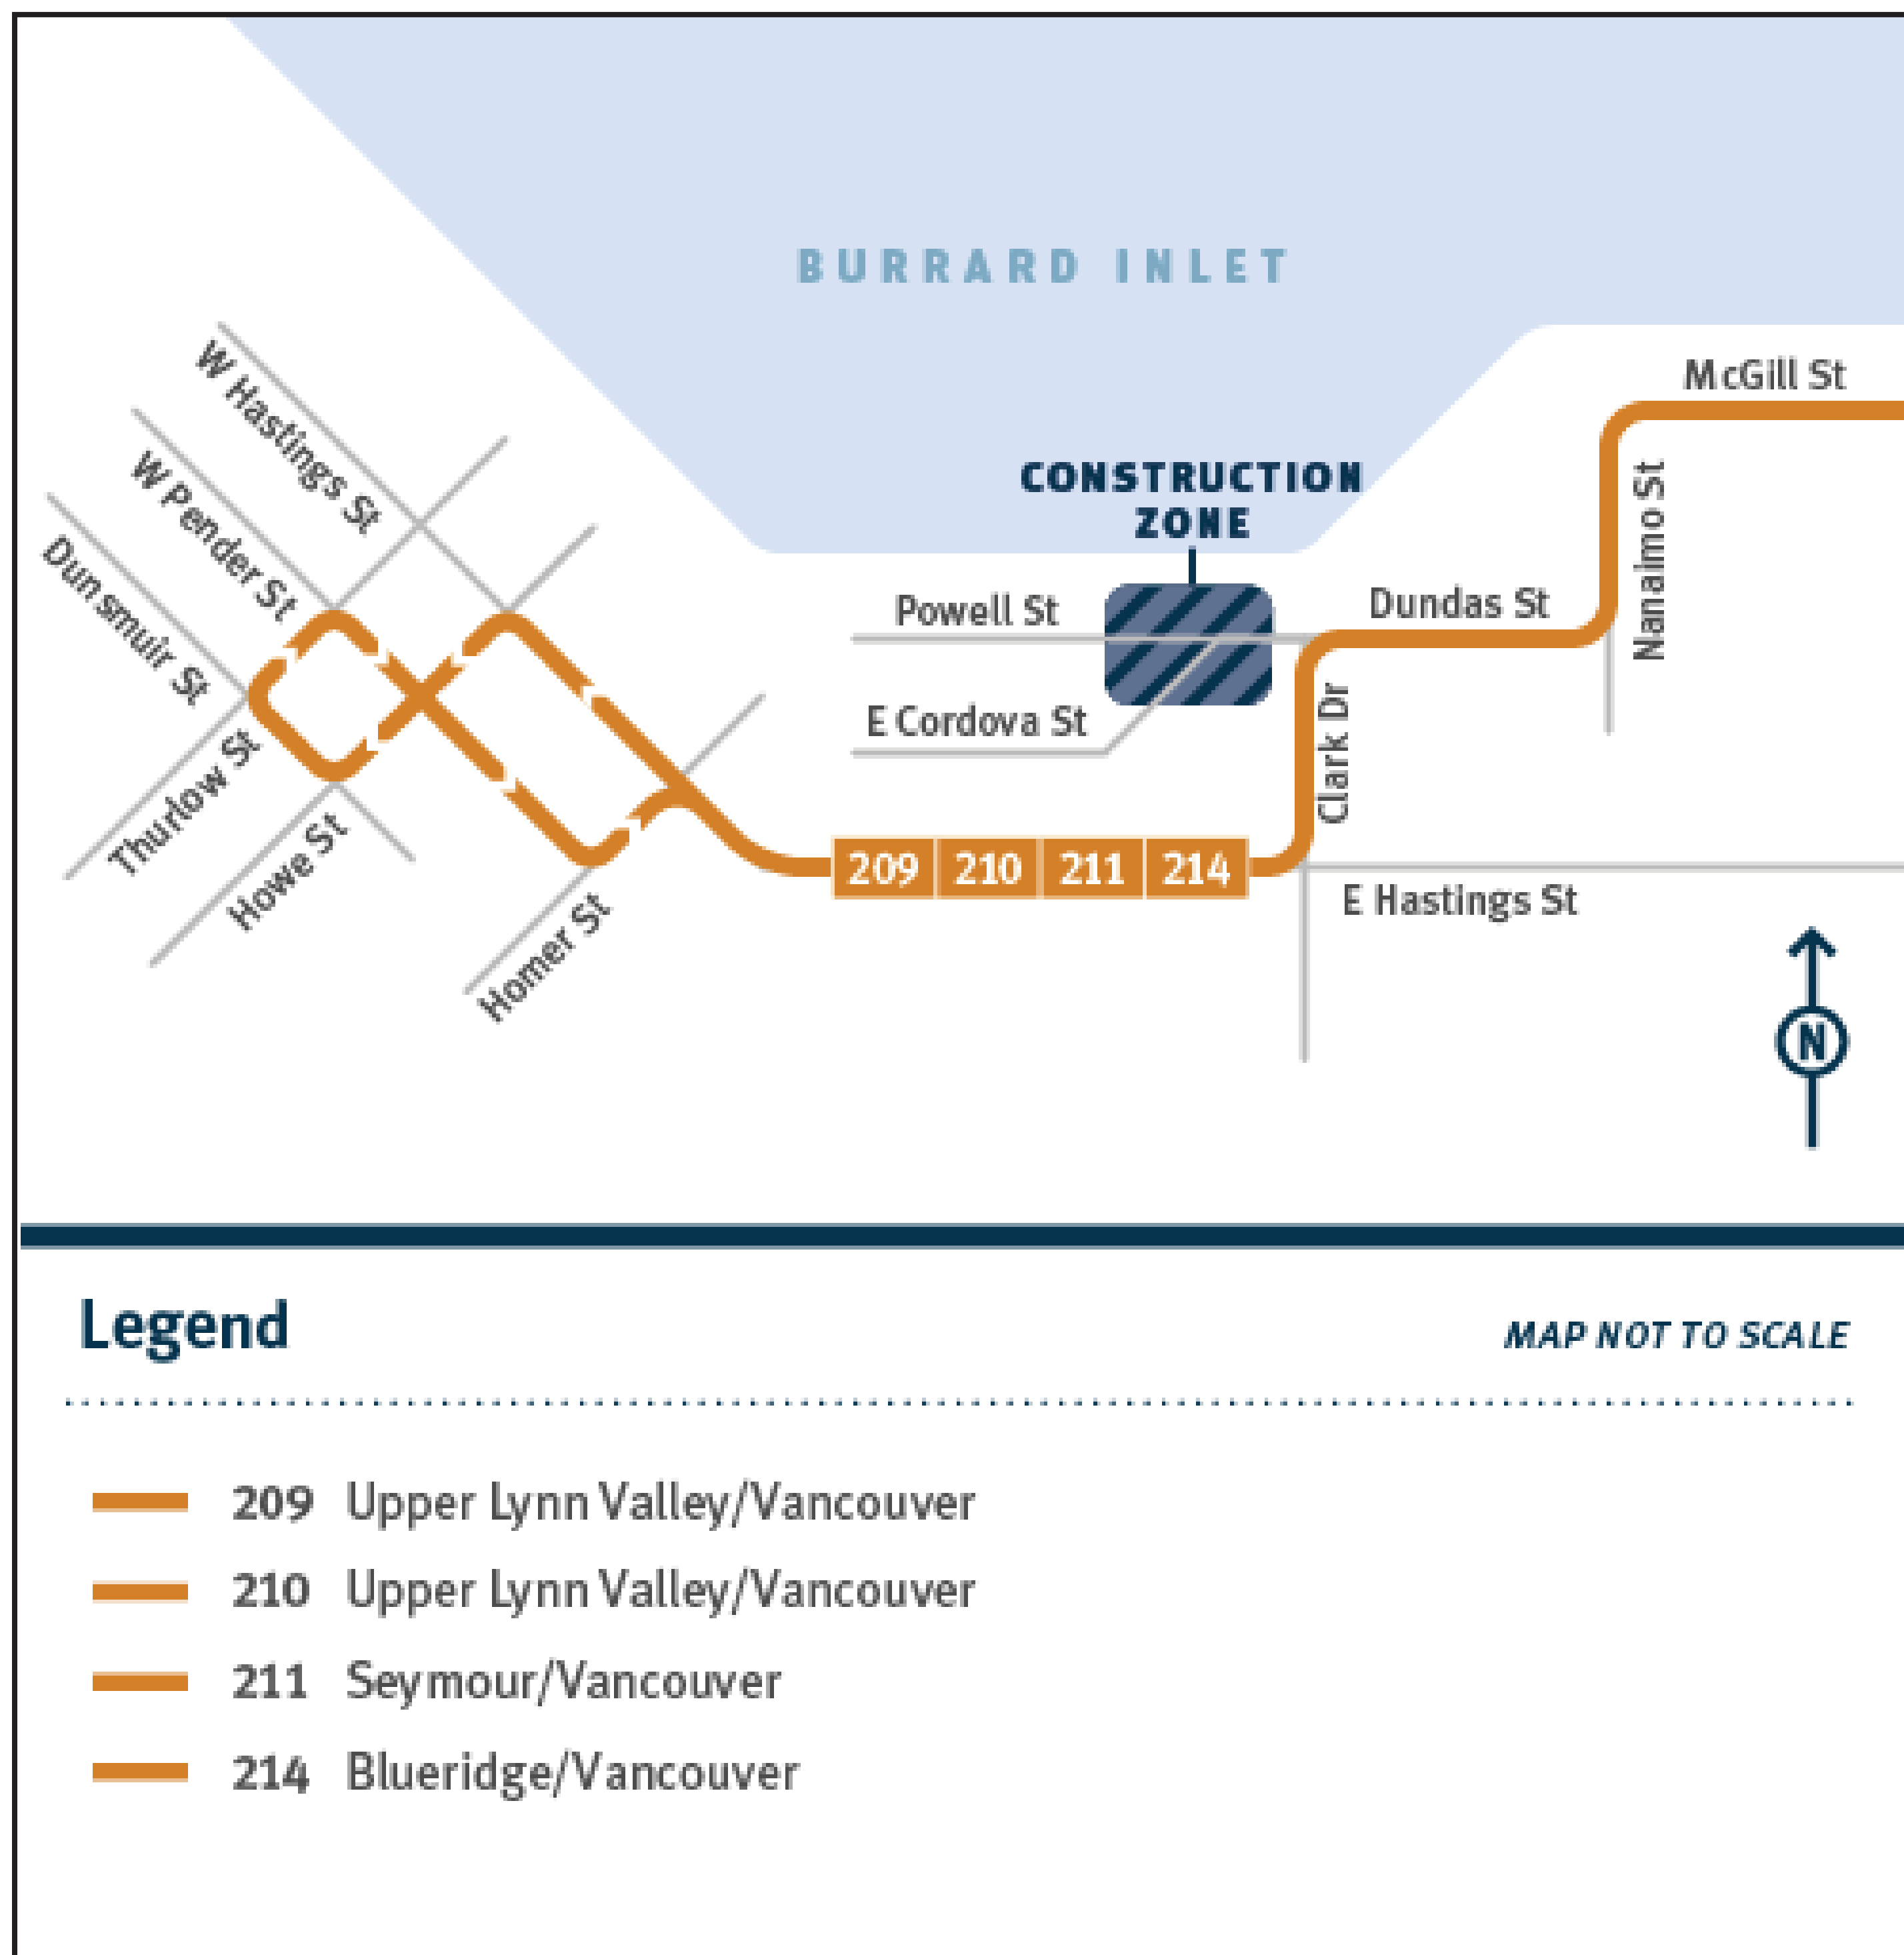 BURRARD INLET
McGill St
W Hastings St
W Pender St
Dunsmuir St
CONSTRUCTION
ZONE
Nanaimo St
Powell St
Dundas St
E Cordova St
Clark Dr
Thurlow St
Howe St
Homer St
209 210 211 214
E Hastings St
N
Legend
MAP NOT TO SCALE
209 Upper Lynn Valley/Vancouver
210 Upper Lynn Valley/Vancouver
211 Seymour/Vancouver
214 Blueridge/Vancouver